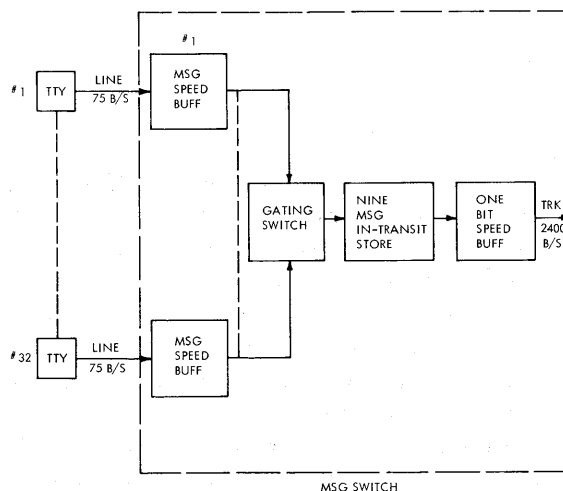 #1
#1
TTY
LINE
75 B/S
MSG
SPEED
BUFF
GATING
SWITCH
NINE
MSG
IN-TRANSIT
STORE
ONE
BIT
SPEED
BUFF
TRK
2400
B/S
#32
TTY
LINE
75 B/S
MSG
SPEED
BUFF
MSG SWITCH